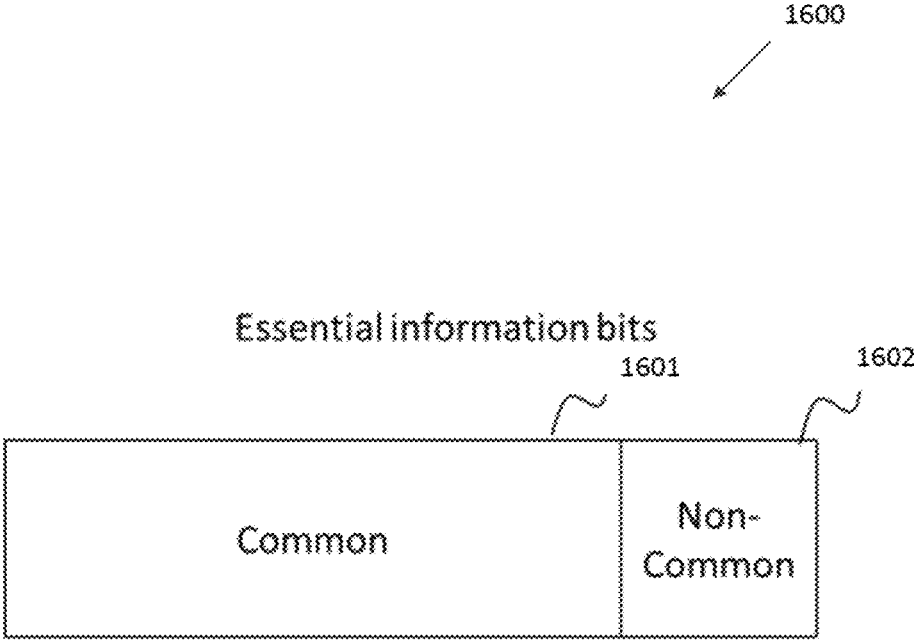 1600
Essential information bits
1601
1602
Common
Non-
Common